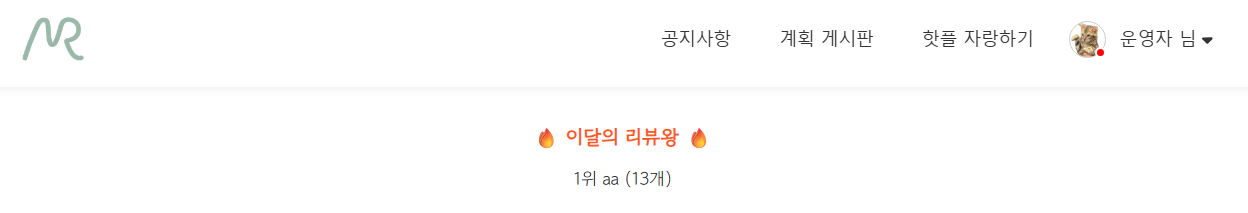 MR
공지사항 계획 게시판 핫플 자랑하기 운영자 님
이달의 리뷰왕
1위 aa (13개)